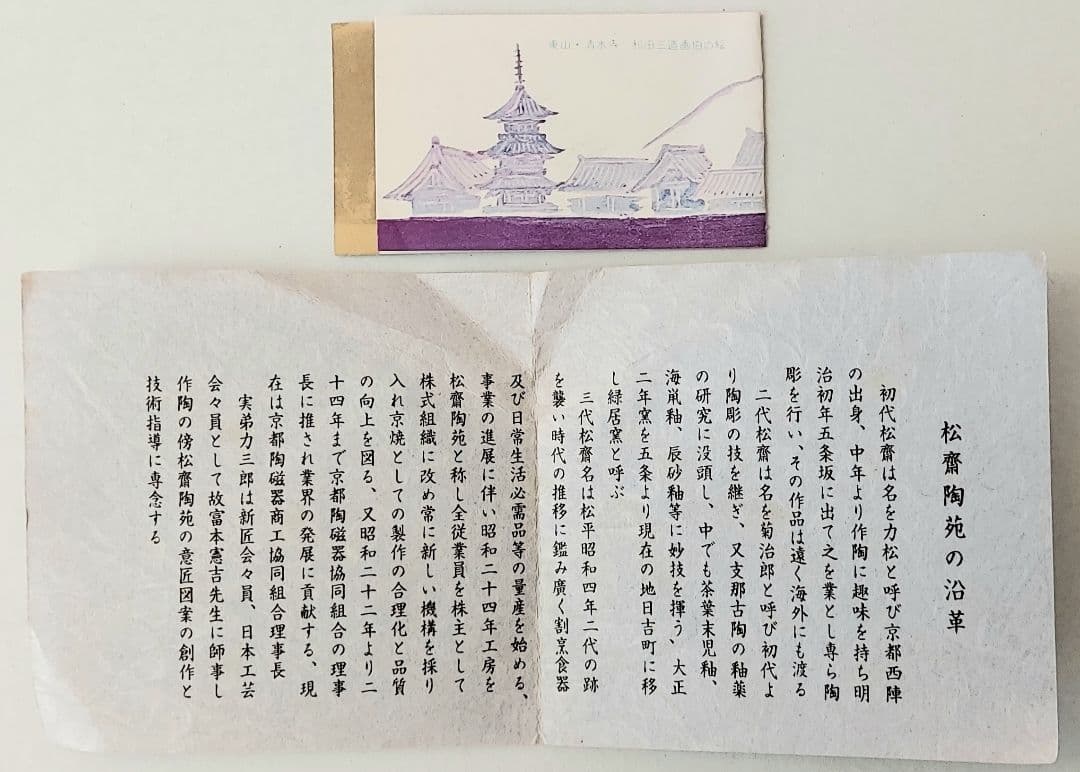 東山・清水寺 和田三造画伯の絵
松齋陶苑の沿革
初代松齋は名を力松と呼び京都西陣
の出身、中年より作陶に趣味を持ち明
治初年五条坂に出て之を業とし専ら陶
彫を行い、その作品は遠く海外にも渡る
二代松齋は名を菊治郎と呼び初代よ
り陶彫の技を継ぎ、又支那古陶の釉薬
の研究に没頭し、中でも茶葉末児釉、
海鼡釉、辰砂釉等に妙技を揮う、大正
二年窯を五条より現在の地日吉町に移
し緑居窯と呼ぶ
三代松齋名は松平昭和四年二代の跡
を襲い時代の推移に鑑み廣く割烹食器
及び日常生活必需品等の量産を始める、
事業の進展に伴い昭和二十四年工房を
松齋陶苑と称し全従業員を株主として
株式組織に改め常に新しい機構を採り
入れ京焼としての製作の合理化と品質
の向上を図る、又昭和二十二年より二
十四年まで京都陶磁器協同組合の理事
長に推され業界の発展に貢献する、現
在は京都陶磁器商工協同組合理事長
実弟力三郎は新匠会々員、日本工芸
会々員として故富本憲吉先生に師事し
作陶の傍松齋陶苑の意匠図案の創作と
技術指導に専念する